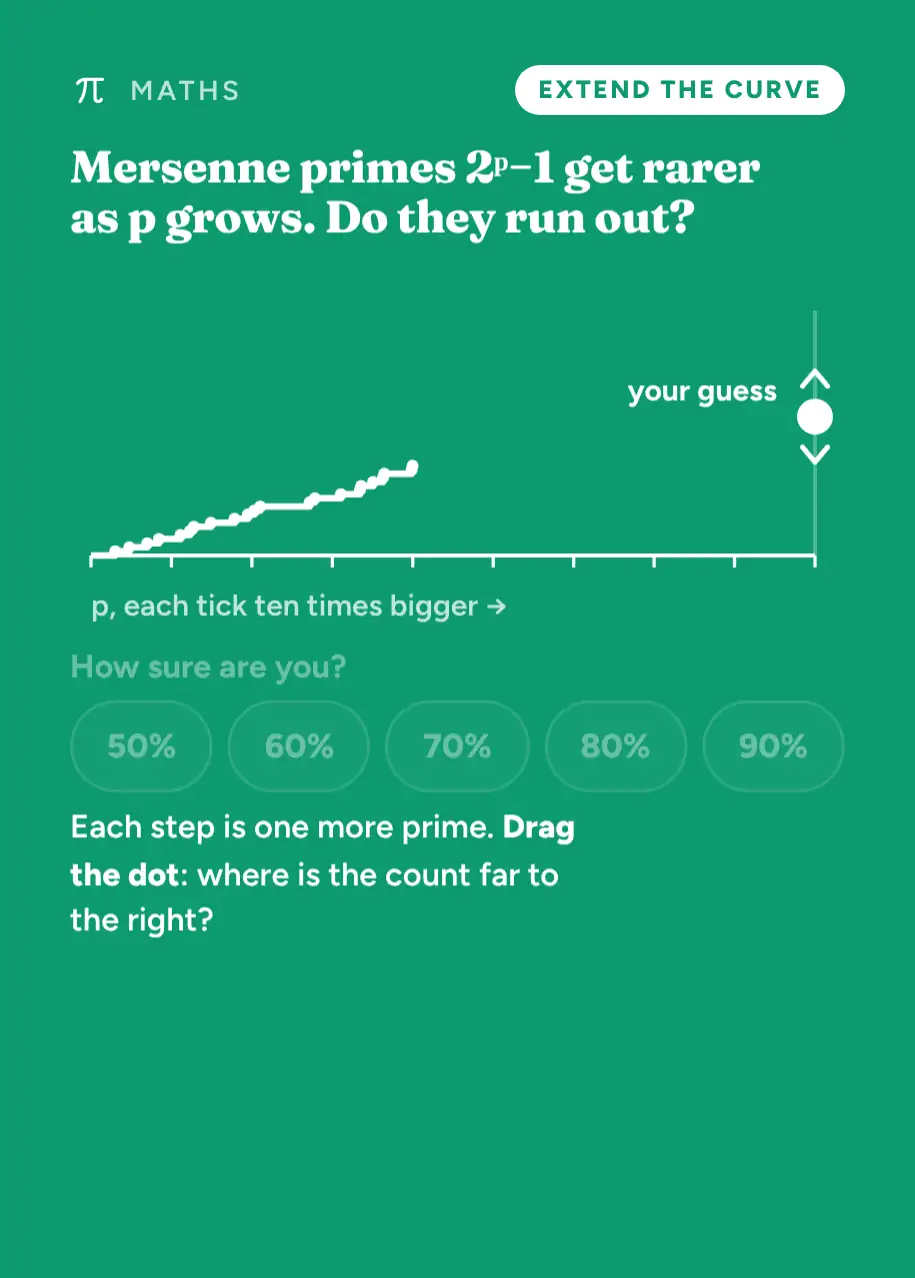 π MATHS
EXTEND THE CURVE
Mersenne primes 2ᵖ−1 get rarer
as p grows. Do they run out?
your guess
p, each tick ten times bigger →
How sure are you?
50% 60% 70% 80% 90%
Each step is one more prime. Drag
the dot: where is the count far to
the right?